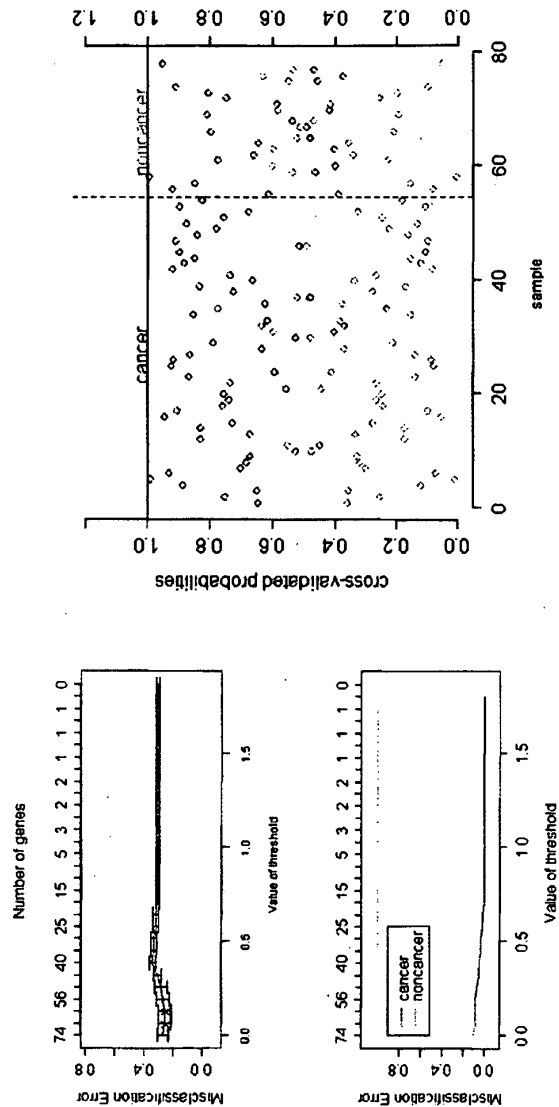 Number of genes
74 56 40 25 15 5 3 2 2 1 1 1 0
Misclassification Error
0.8
0.4
0.0
0.0 0.5 1.0 1.5
Value of threshold
74 56 40 25 15 5 3 2 2 1 1 1 0
Misclassification Error
0.8
0.4
0.0
cancer
noncancer
0.0 0.5 1.0 1.5
Value of threshold
cancer noncancer
cross-validated probabilities
1.0
0.8
0.6
0.4
0.2
0.0
1.2
1.0
0.8
0.6
0.4
0.2
0.0
0 20 40 60 80
sample